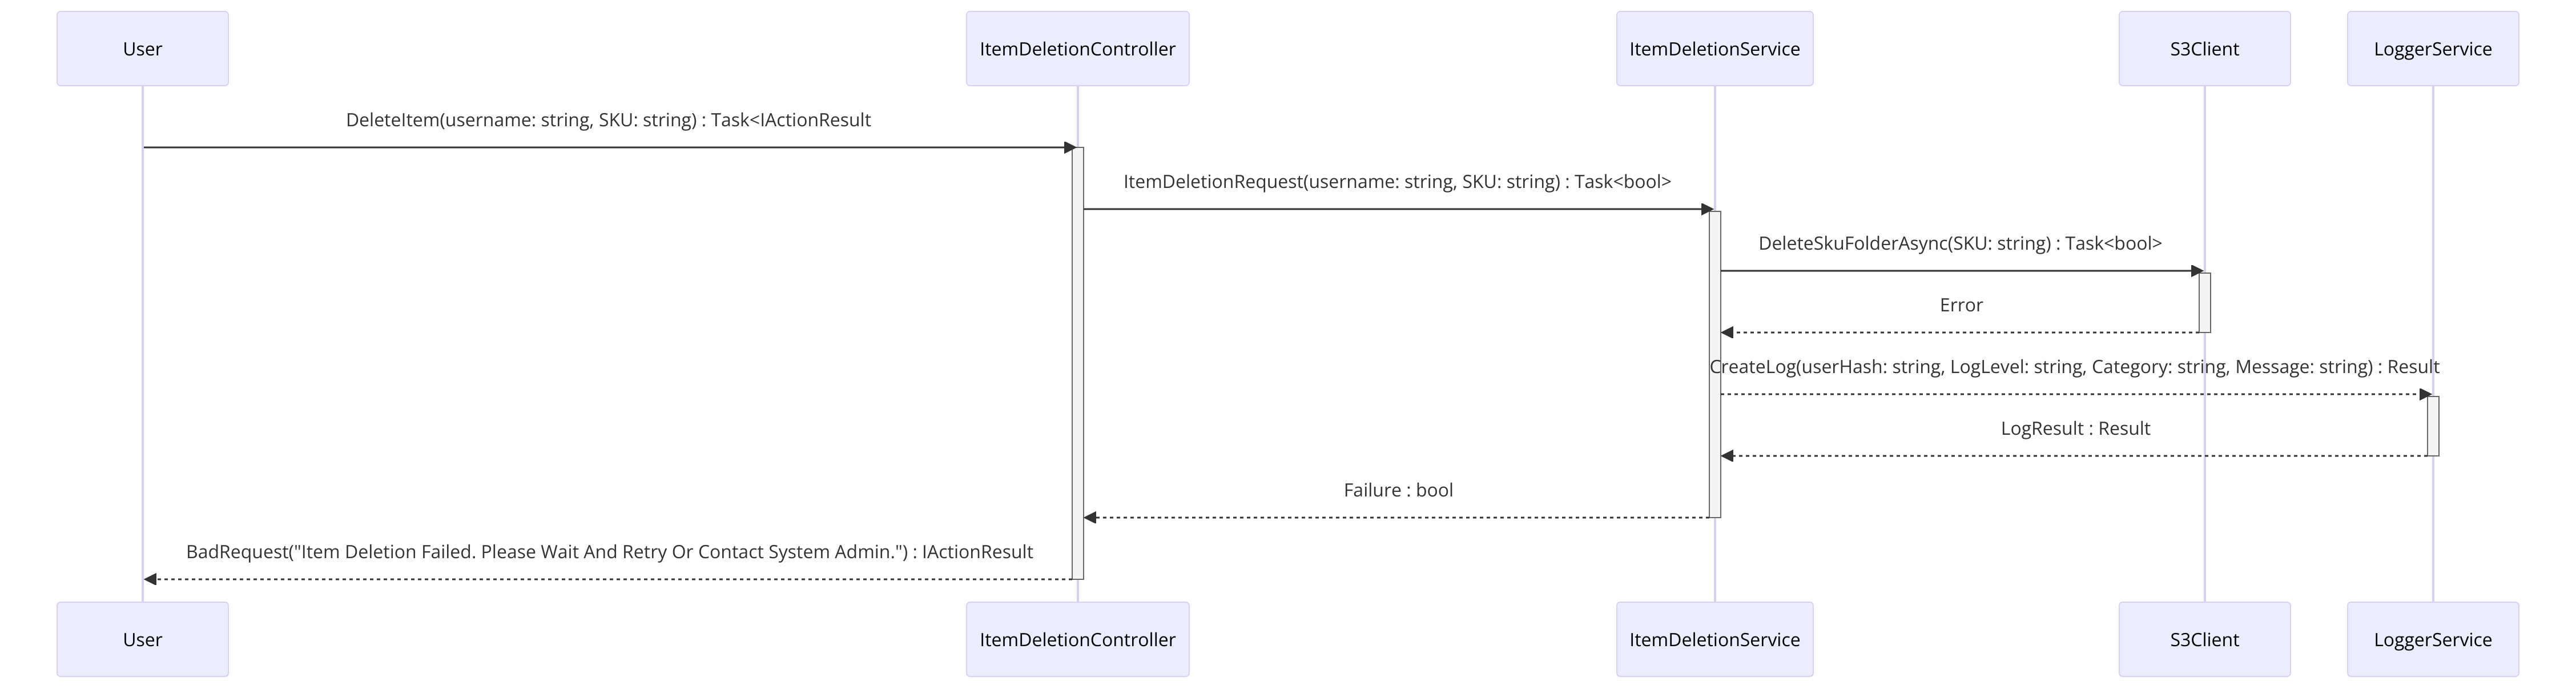 User
ItemDeletionController
ItemDeletionService
S3Client
LoggerService
DeleteItem(username: string, SKU: string) : Task<IActionResult
ItemDeletionRequest(username: string, SKU: string) : Task<bool>
DeleteSkuFolderAsync(SKU: string) : Task<bool>
Error
CreateLog(userHash: string, LogLevel: string, Category: string, Message: string) : Result
LogResult : Result
Failure : bool
BadRequest("Item Deletion Failed. Please Wait And Retry Or Contact System Admin.") : IActionResult
User
ItemDeletionController
ItemDeletionService
S3Client
LoggerService